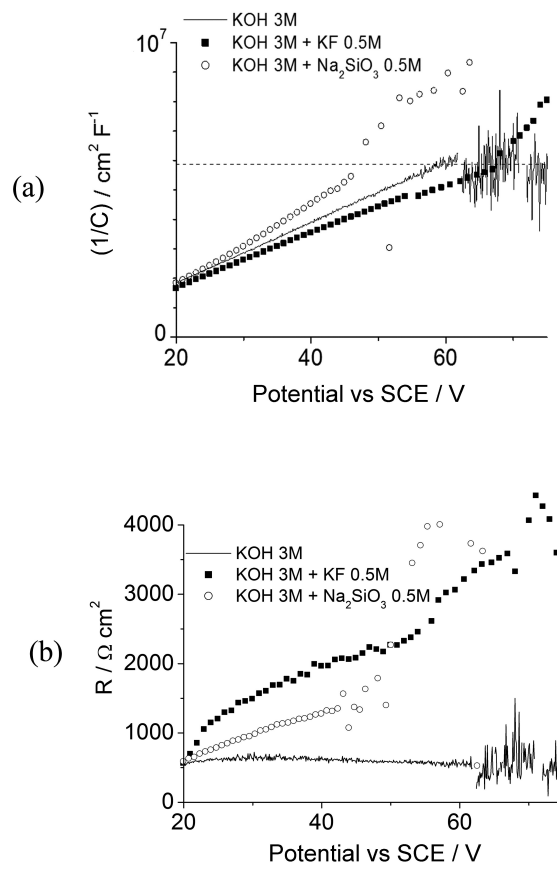 KOH 3M
KOH 3M + KF 0.5M
KOH 3M + Na₂SiO₃ 0.5M
10⁷
(a)
(1/C) / cm² F⁻¹
0
20
40
60
Potential vs SCE / V
4000
KOH 3M
KOH 3M + KF 0.5M
KOH 3M + Na₂SiO₃ 0.5M
3000
(b)
R / Ω cm²
2000
1000
0
20
40
60
Potential vs SCE / V